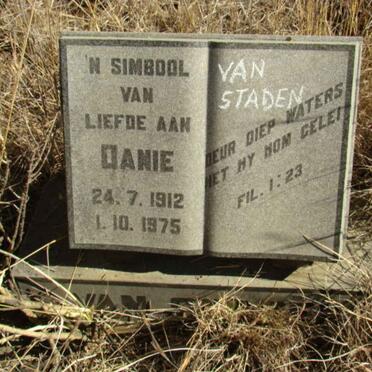 'N SIMBOOL
VAN
LIEFDE AAN
DANIE
24. 7. 1912
1. 10. 1975
VAN
STADEN
DEUR DIEP WATERS
HET HY HOM GELEI
FIL. 1:23
VAN